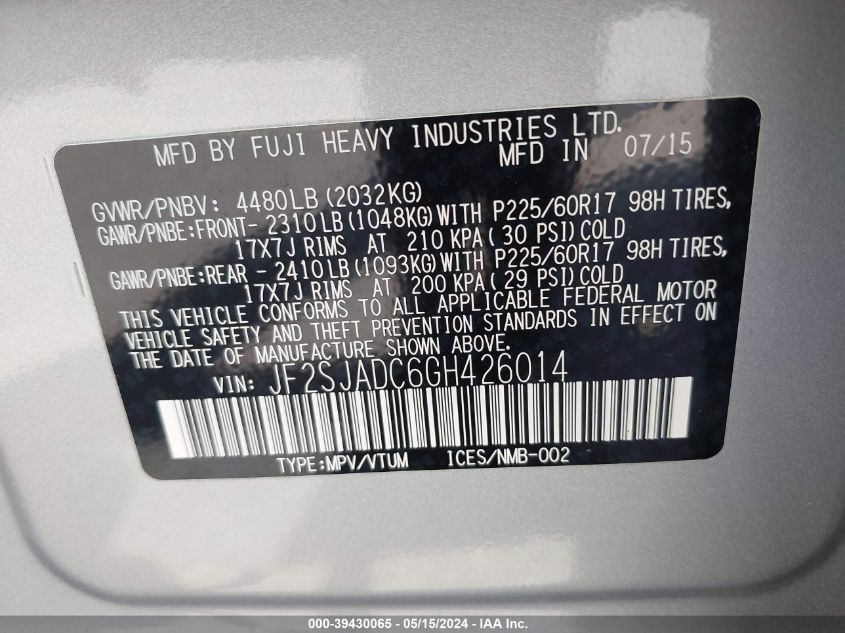 MFD BY FUJI HEAVY INDUSTRIES LTD.
MFD IN 07/15
GVWR/PNBV: 4480LB (2032KG)
GAWR/PNBE:FRONT- 2310LB (1048KG) WITH P225/60R17 98H TIRES,
17X7J RIMS AT 210 KPA( 30 PSI) COLD
GAWR/PNBE:REAR - 2410LB (1093KG) WITH P225/60R17 98H TIRES,
17X7J RIMS AT 200 KPA( 29 PSI) COLD
THIS VEHICLE CONFORMS TO ALL APPLICABLE FEDERAL MOTOR
VEHICLE SAFETY AND THEFT PREVENTION STANDARDS IN EFFECT ON
THE DATE OF MANUFACTURE SHOWN ABOVE.
VIN: JF2SJADC6GH426014
TYPE:MPV/VTUM ICES/NMB-002
000-39430065 - 05/15/2024 - IAA Inc.